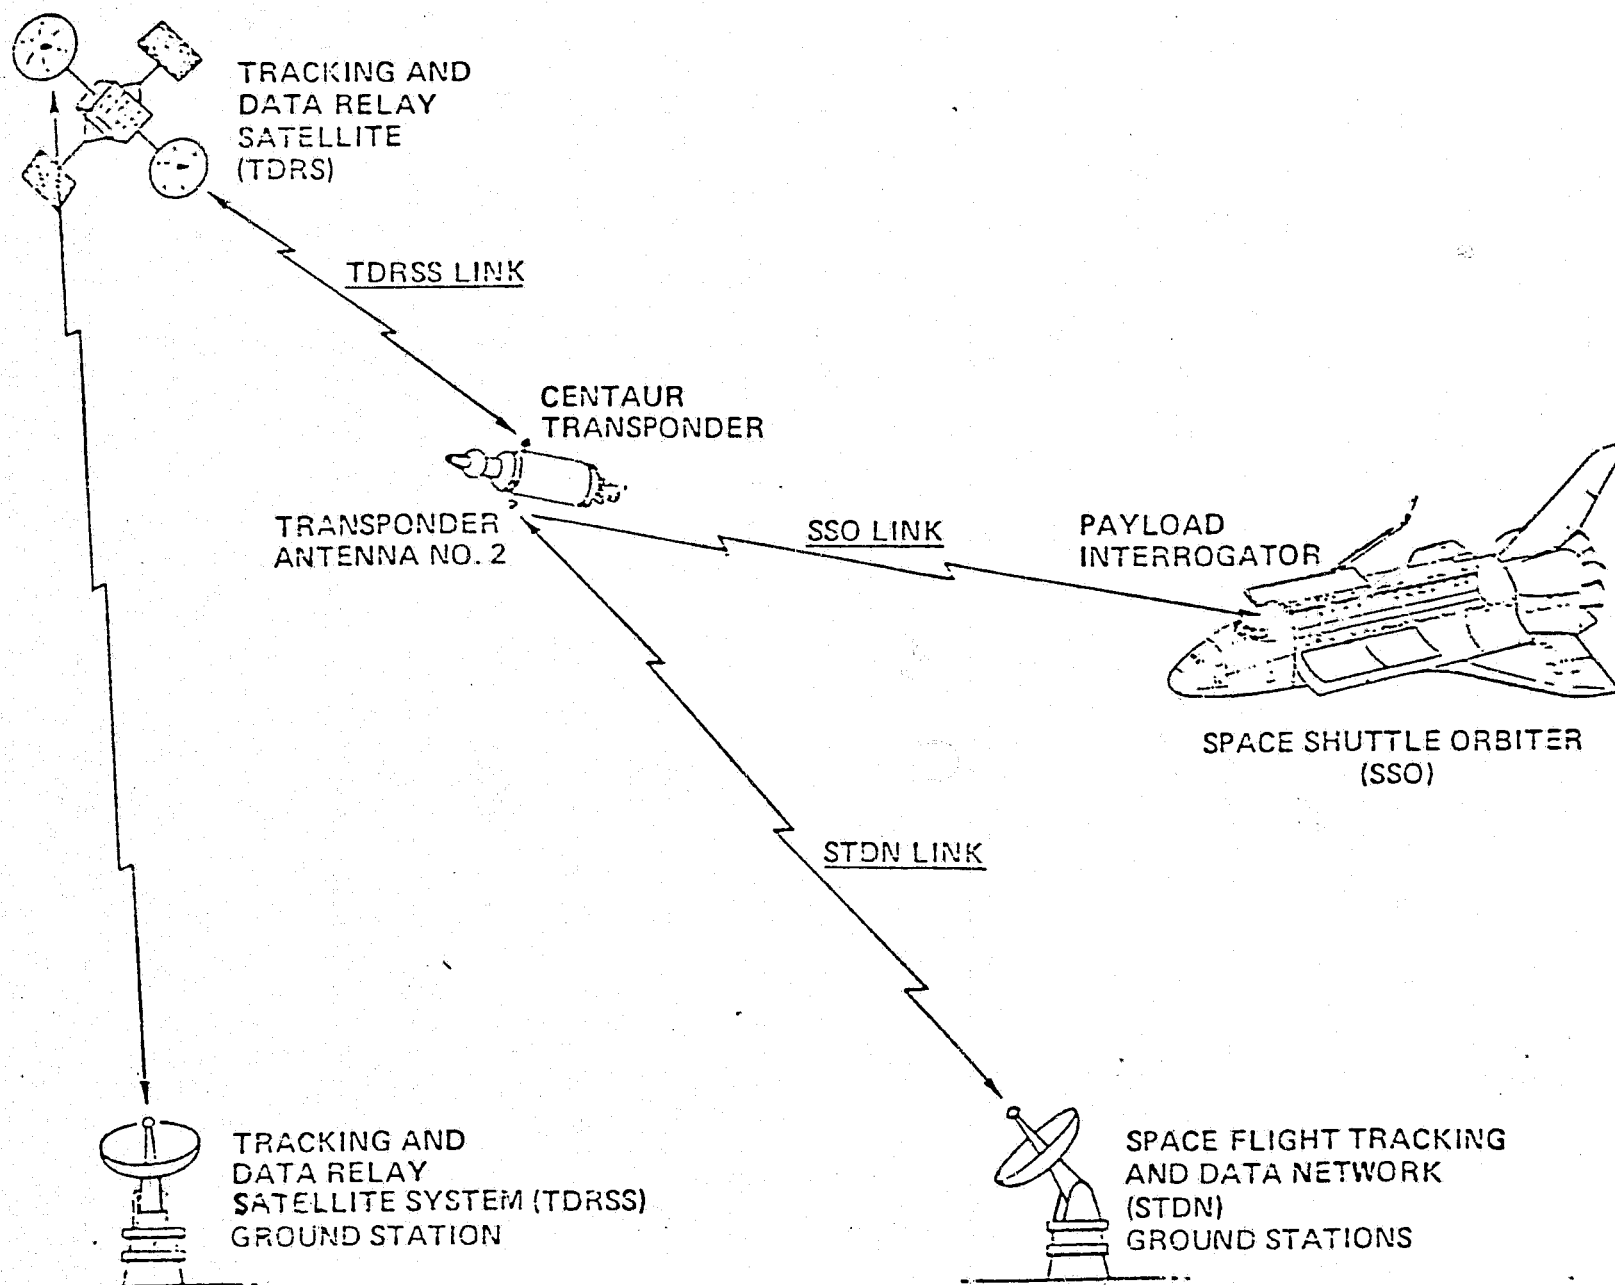 TRACKING AND
DATA RELAY
SATELLITE
(TDRS)
TDRSS LINK
CENTAUR
TRANSPONDER
TRANSPONDER
ANTENNA NO. 2
SSO LINK
PAYLOAD
INTERROGATOR
SPACE SHUTTLE ORBITER
(SSO)
STDN LINK
TRACKING AND
DATA RELAY
SATELLITE SYSTEM (TDRSS)
GROUND STATION
SPACE FLIGHT TRACKING
AND DATA NETWORK
(STDN)
GROUND STATIONS